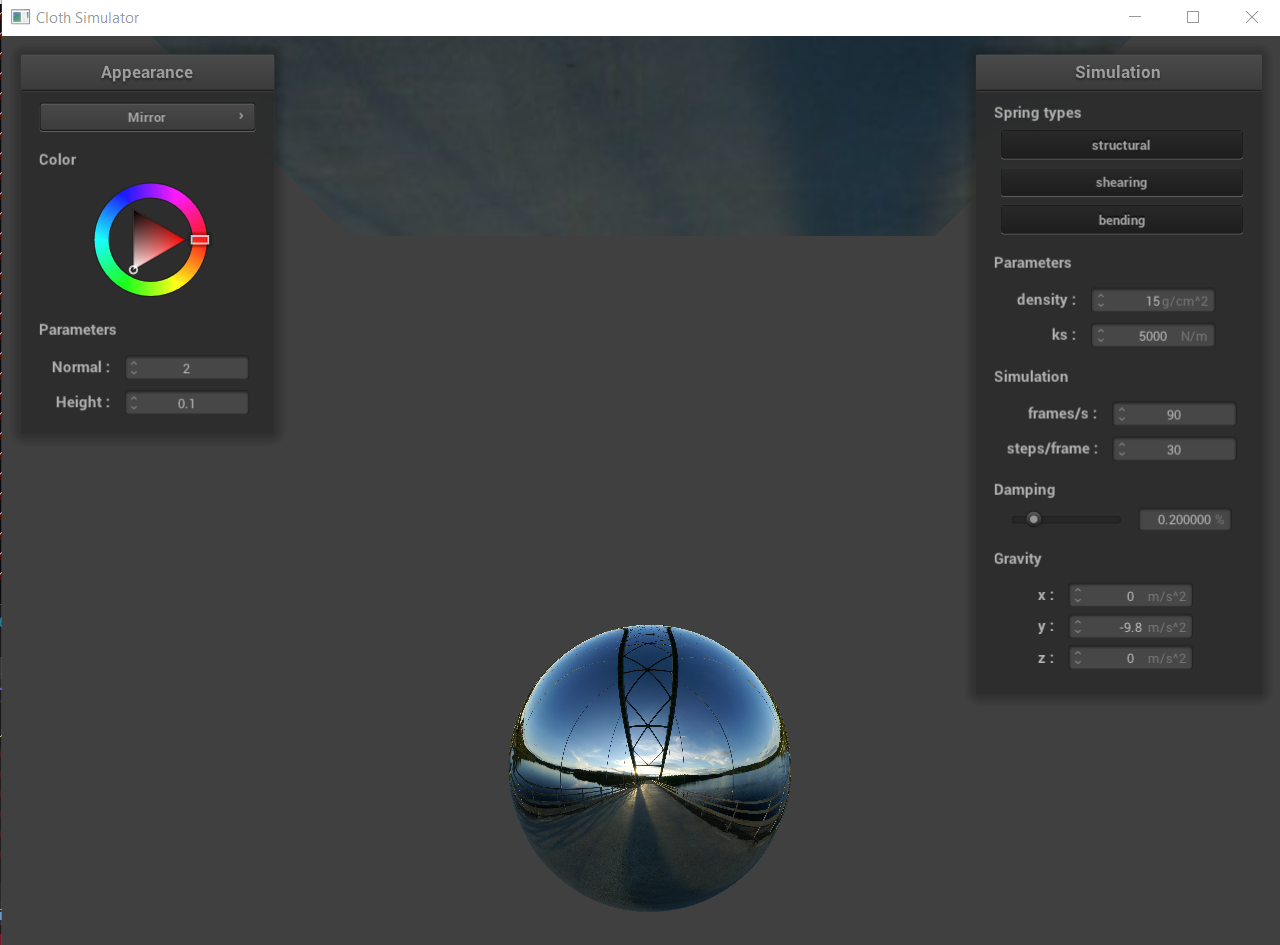 Cloth Simulator
Appearance
Mirror
Color
Parameters
Normal :
2
Height :
0.1
Simulation
Spring types
structural
shearing
bending
Parameters
density :
15 g/cm^2
ks :
5000 N/m
Simulation
frames/s :
90
steps/frame :
30
Damping
0.200000 %
Gravity
x :
0 m/s^2
y :
-9.8 m/s^2
z :
0 m/s^2